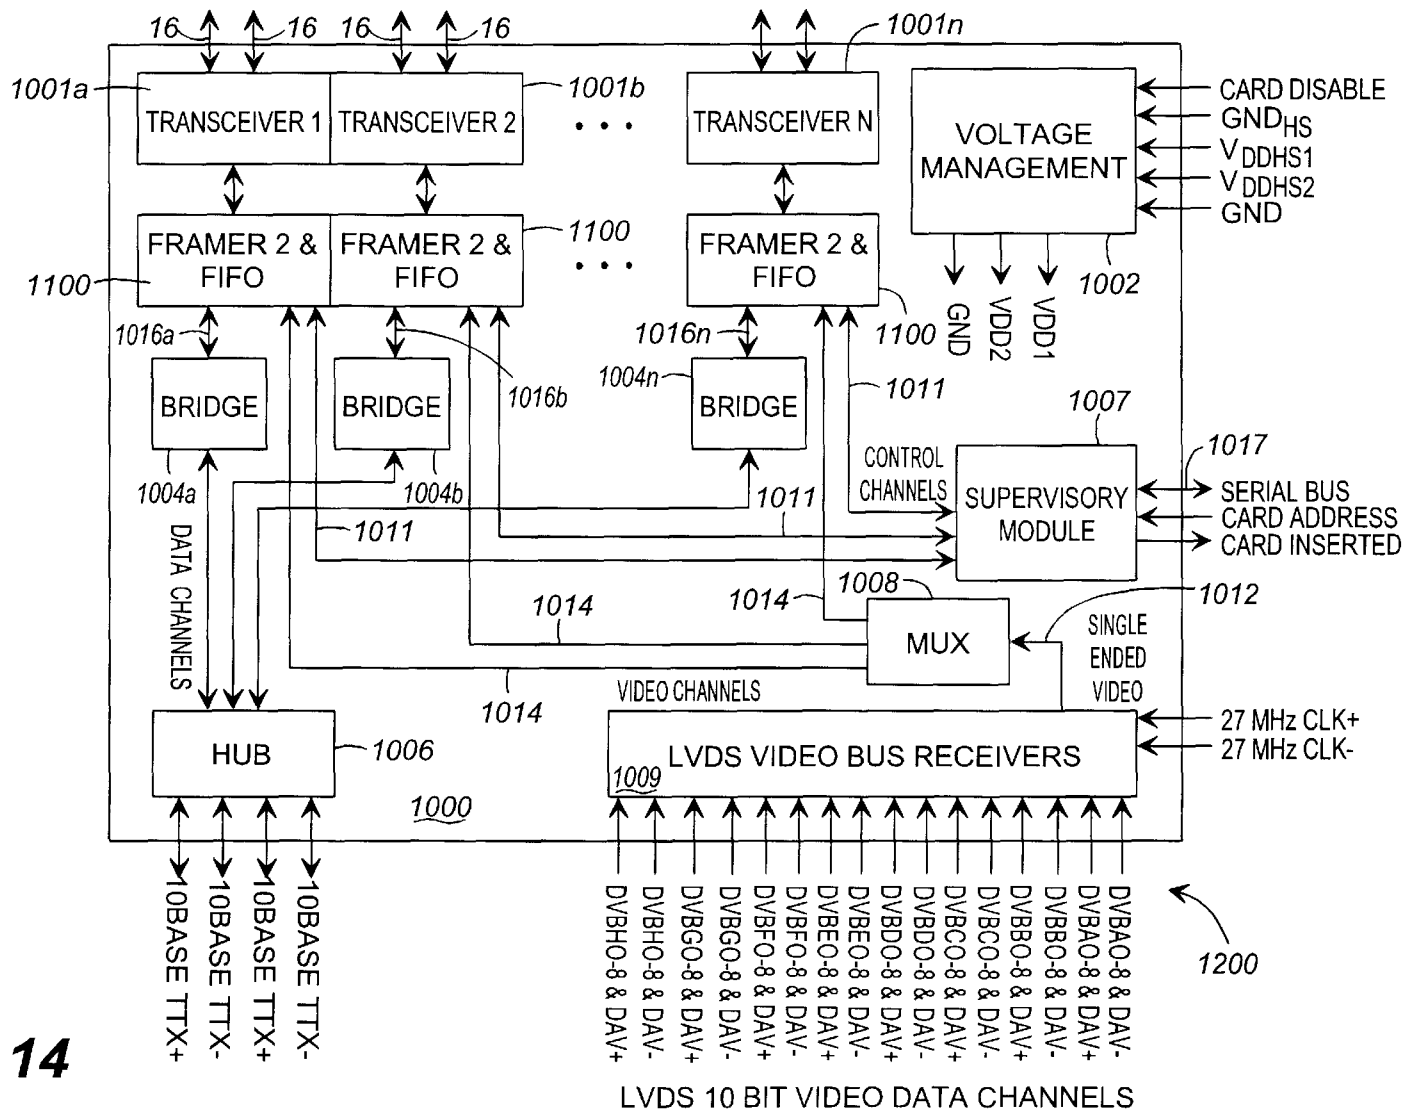 16 16 16 16 1001n
1001a
TRANSCEIVER 1
TRANSCEIVER 2
1001b
• • •
TRANSCEIVER N
VOLTAGE
MANAGEMENT
CARD DISABLE
GNDHS
VDDHS1
VDDHS2
GND
FRAMER 2 &
FIFO
1100
FRAMER 2 &
FIFO
1100
• • •
FRAMER 2 &
FIFO
1100
1002
GND
VDD2
VDD1
1016a
1016b
1016n
BRIDGE
1004a
BRIDGE
1004b
1004n
BRIDGE
1011
1007
CONTROL
CHANNELS
SUPERVISORY
MODULE
1017
SERIAL BUS
CARD ADDRESS
CARD INSERTED
DATA CHANNELS
1011
1011
1014
1014
1014
1008
MUX
1012
SINGLE
ENDED
VIDEO
VIDEO CHANNELS
HUB
1006
LVDS VIDEO BUS RECEIVERS
1009
27 MHz CLK+
27 MHz CLK-
1000
10BASE TTX+
10BASE TTX-
10BASE TTX+
10BASE TTX-
DVBHO-8 & DAV+
DVBHO-8 & DAV-
DVBGO-8 & DAV+
DVBGO-8 & DAV-
DVBFO-8 & DAV+
DVBFO-8 & DAV-
DVBEO-8 & DAV+
DVBEO-8 & DAV-
DVBDO-8 & DAV+
DVBDO-8 & DAV-
DVBCO-8 & DAV+
DVBCO-8 & DAV-
DVBBO-8 & DAV+
DVBBO-8 & DAV-
DVBAO-8 & DAV+
DVBAO-8 & DAV-
1200
LVDS 10 BIT VIDEO DATA CHANNELS
14